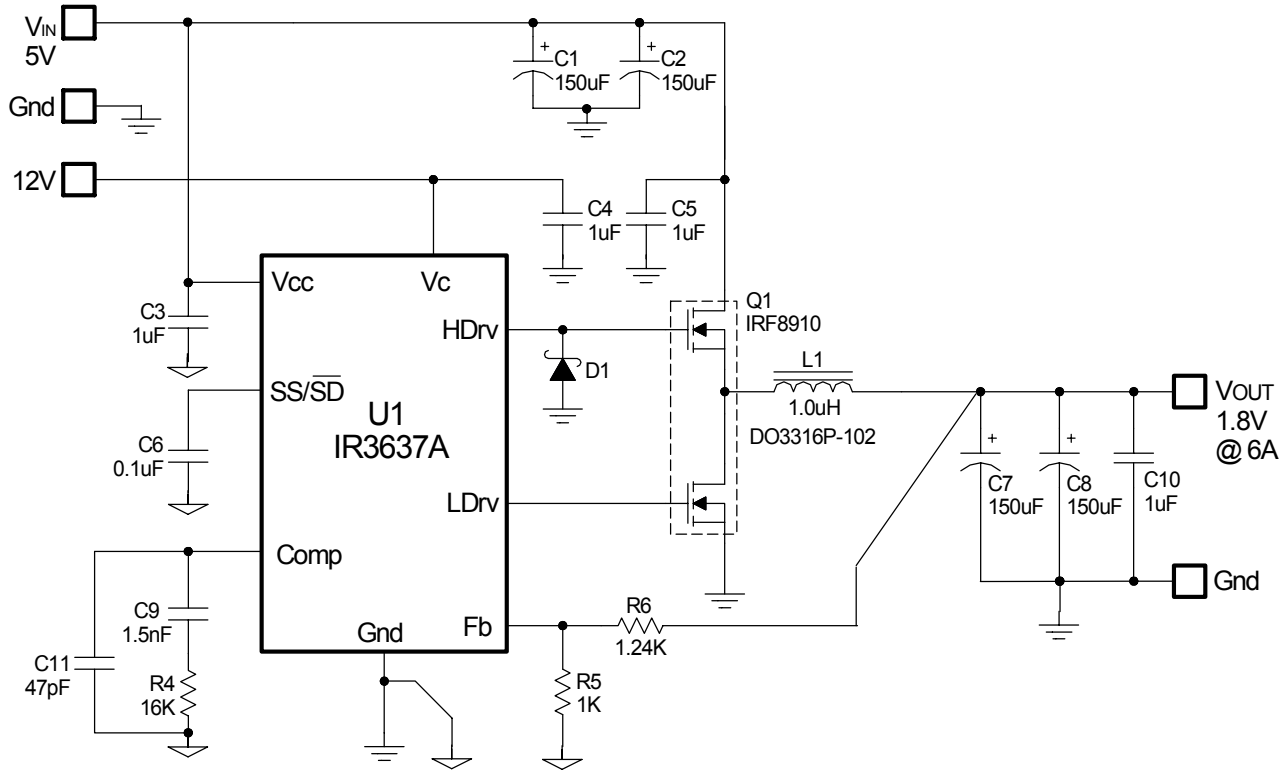 VIN
5V
Gnd
12V
+
C1
150uF
+
C2
150uF
C4
1uF
C5
1uF
C3
1uF
C6
0.1uF
C9
1.5nF
C11
47pF
R4
16K
Vcc
Vc
HDrv
SS/SD
U1
IR3637A
LDrv
Comp
Gnd
Fb
D1
Q1
IRF8910
L1
1.0uH
DO3316P-102
R6
1.24K
R5
1K
+
C7
150uF
+
C8
150uF
C10
1uF
VOUT
1.8V
@ 6A
Gnd